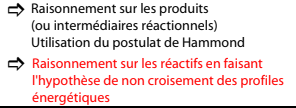 ⇨ Raisonnement sur les produits
(ou intermédiaires réactionnels)
Utilisation du postulat de Hammond
⇨ Raisonnement sur les réactifs en faisant
l'hypothèse de non croisement des profiles
énergétiques